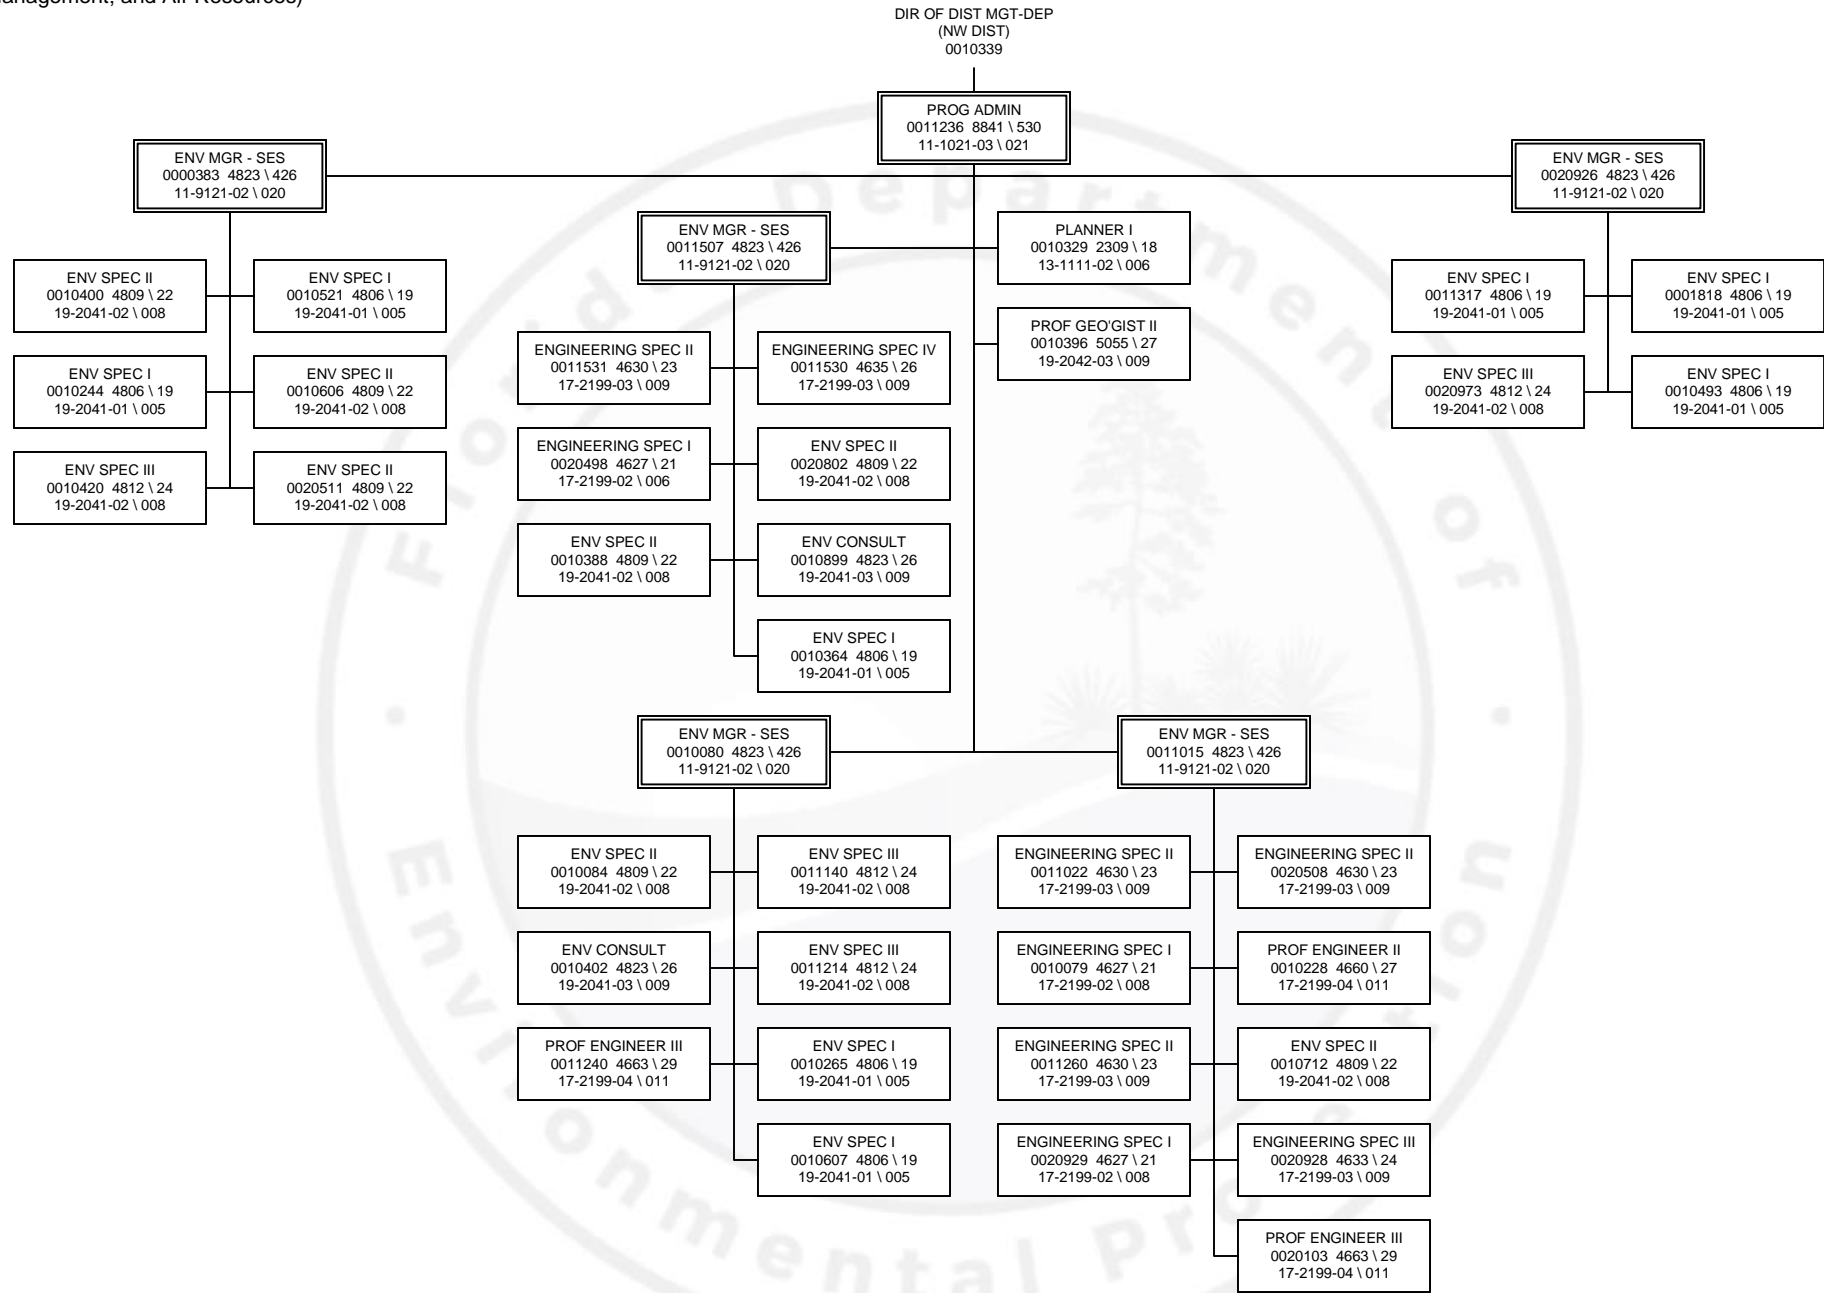 Management, and Air Resources)
DIR OF DIST MGT-DEP
(NW DIST)
0010339
PROG ADMIN
0011236 8841 \ 530
11-1021-03 \ 021
ENV MGR - SES
0000383 4823 \ 426
11-9121-02 \ 020
ENV MGR - SES
0020926 4823 \ 426
11-9121-02 \ 020
ENV MGR - SES
0011507 4823 \ 426
11-9121-02 \ 020
PLANNER I
0010329 2309 \ 18
13-1111-02 \ 006
ENV SPEC II
0010400 4809 \ 22
19-2041-02 \ 008
ENV SPEC I
0010521 4806 \ 19
19-2041-01 \ 005
ENV SPEC I
0011317 4806 \ 19
19-2041-01 \ 005
ENV SPEC I
0001818 4806 \ 19
19-2041-01 \ 005
PROF GEO'GIST II
0010396 5055 \ 27
19-2042-03 \ 009
ENGINEERING SPEC II
0011531 4630 \ 23
17-2199-03 \ 009
ENGINEERING SPEC IV
0011530 4635 \ 26
17-2199-03 \ 009
ENV SPEC I
0010244 4806 \ 19
19-2041-01 \ 005
ENV SPEC II
0010606 4809 \ 22
19-2041-02 \ 008
ENV SPEC III
0020973 4812 \ 24
19-2041-02 \ 008
ENV SPEC I
0010493 4806 \ 19
19-2041-01 \ 005
ENGINEERING SPEC I
0020498 4627 \ 21
17-2199-02 \ 006
ENV SPEC II
0020802 4809 \ 22
19-2041-02 \ 008
ENV SPEC III
0010420 4812 \ 24
19-2041-02 \ 008
ENV SPEC II
0020511 4809 \ 22
19-2041-02 \ 008
ENV SPEC II
0010388 4809 \ 22
19-2041-02 \ 008
ENV CONSULT
0010899 4823 \ 26
19-2041-03 \ 009
ENV SPEC I
0010364 4806 \ 19
19-2041-01 \ 005
ENV MGR - SES
0010080 4823 \ 426
11-9121-02 \ 020
ENV MGR - SES
0011015 4823 \ 426
11-9121-02 \ 020
ENV SPEC II
0010084 4809 \ 22
19-2041-02 \ 008
ENV SPEC III
0011140 4812 \ 24
19-2041-02 \ 008
ENGINEERING SPEC II
0011022 4630 \ 23
17-2199-03 \ 009
ENGINEERING SPEC II
0020508 4630 \ 23
17-2199-03 \ 009
ENV CONSULT
0010402 4823 \ 26
19-2041-03 \ 009
ENV SPEC III
0011214 4812 \ 24
19-2041-02 \ 008
ENGINEERING SPEC I
0010079 4627 \ 21
17-2199-02 \ 008
PROF ENGINEER II
0010228 4660 \ 27
17-2199-04 \ 011
PROF ENGINEER III
0011240 4663 \ 29
17-2199-04 \ 011
ENV SPEC I
0010265 4806 \ 19
19-2041-01 \ 005
ENGINEERING SPEC II
0011260 4630 \ 23
17-2199-03 \ 009
ENV SPEC II
0010712 4809 \ 22
19-2041-02 \ 008
ENV SPEC I
0010607 4806 \ 19
19-2041-01 \ 005
ENGINEERING SPEC I
0020929 4627 \ 21
17-2199-02 \ 008
ENGINEERING SPEC III
0020928 4633 \ 24
17-2199-03 \ 009
PROF ENGINEER III
0020103 4663 \ 29
17-2199-04 \ 011
Florida Department of
Environmental Protection